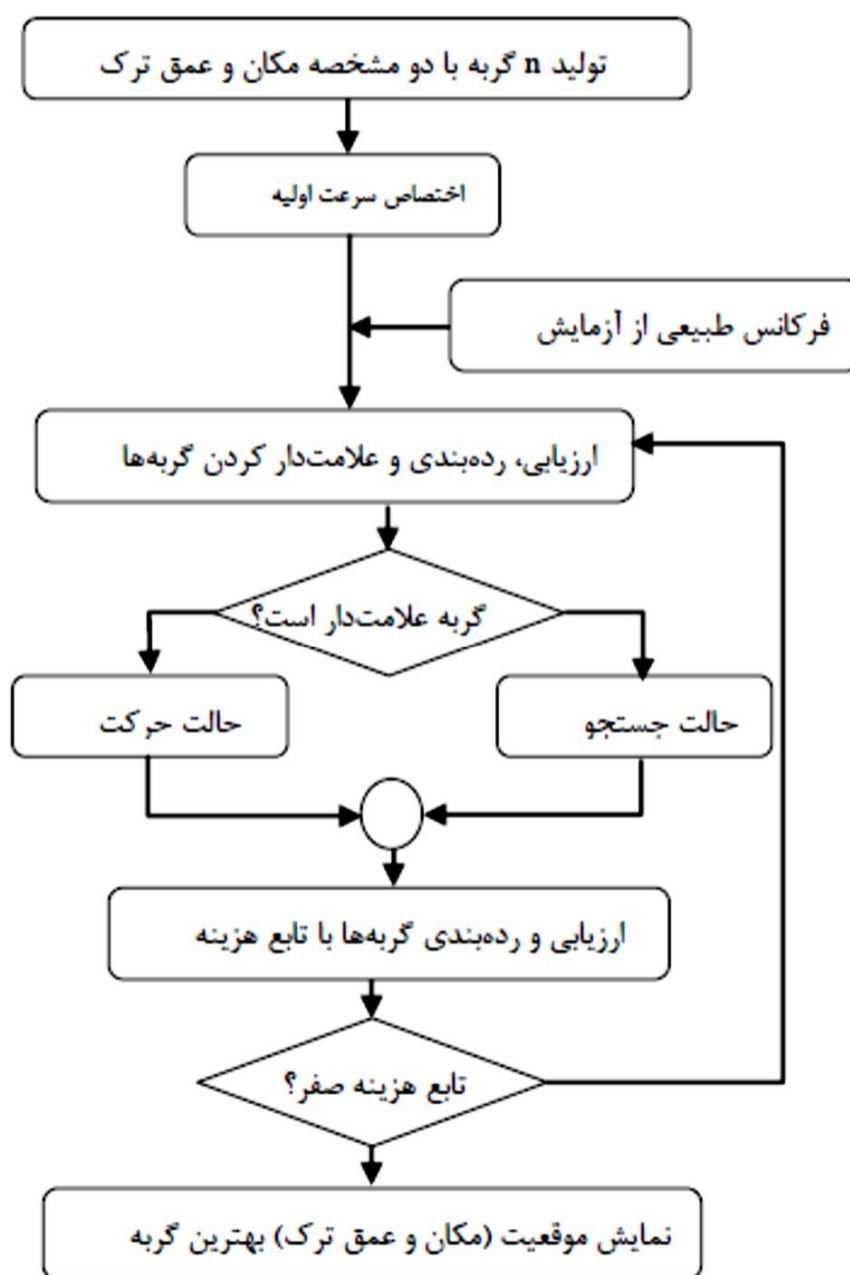 تولید n گربه با دو مشخصه مکان و عمق ترک
اختصاص سرعت اولیه
فرکانس طبیعی از آزمایش
ارزیابی, رده‌بندی و علامت‌دار کردن گربه‌ها
گربه علامت‌دار است؟
حالت جستجو
حالت حرکت
ارزیابی و رده‌بندی گربه‌ها با تابع هزینه
تابع هزینه صفر؟
نمایش موقعیت (مکان و عمق ترک) بهترین گربه